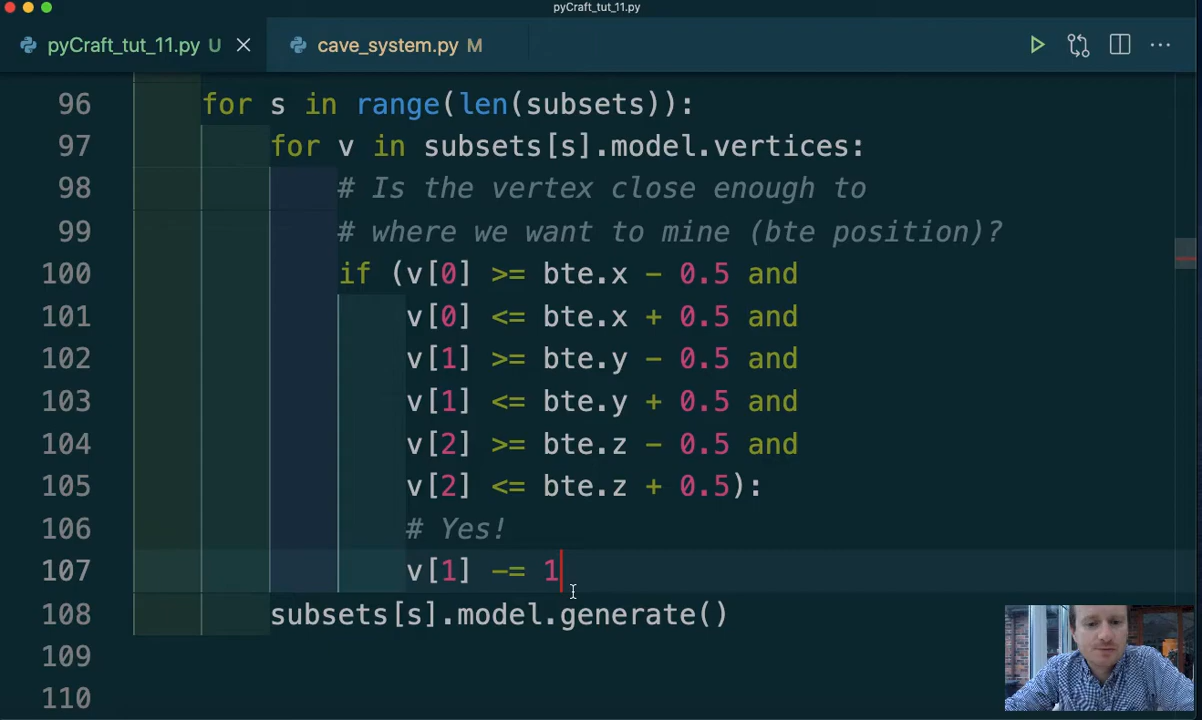 pyCraft_tut_11.py
pyCraft_tut_11.py U
cave_system.py M
96 for s in range(len(subsets)):
97 for v in subsets[s].model.vertices:
98 # Is the vertex close enough to
99 # where we want to mine (bte position)?
100 if (v[0] >= bte.x - 0.5 and
101 v[0] <= bte.x + 0.5 and
102 v[1] >= bte.y - 0.5 and
103 v[1] <= bte.y + 0.5 and
104 v[2] >= bte.z - 0.5 and
105 v[2] <= bte.z + 0.5):
106 # Yes!
107 v[1] -= 1
108 subsets[s].model.generate()
109
110